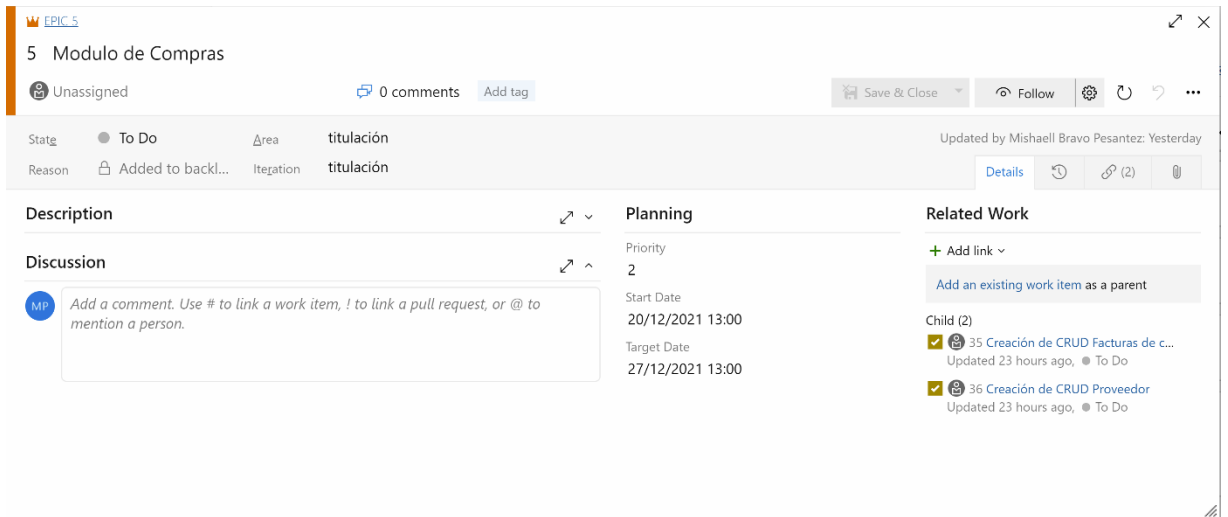 EPIC 5
5 Modulo de Compras
Unassigned
0 comments
Add tag
Save & Close
Follow
State
To Do
Area
titulación
Updated by Mishaell Bravo Pesantez: Yesterday
Reason
Added to backl...
Iteration
titulación
Details
(2)
Description
Planning
Related Work
Priority
2
Add link
Discussion
MP
Add a comment. Use # to link a work item, ! to link a pull request, or @ to
mention a person.
Start Date
20/12/2021 13:00
Target Date
27/12/2021 13:00
Add an existing work item as a parent
Child (2)
35 Creación de CRUD Facturas de c...
Updated 23 hours ago, To Do
36 Creación de CRUD Proveedor
Updated 23 hours ago, To Do